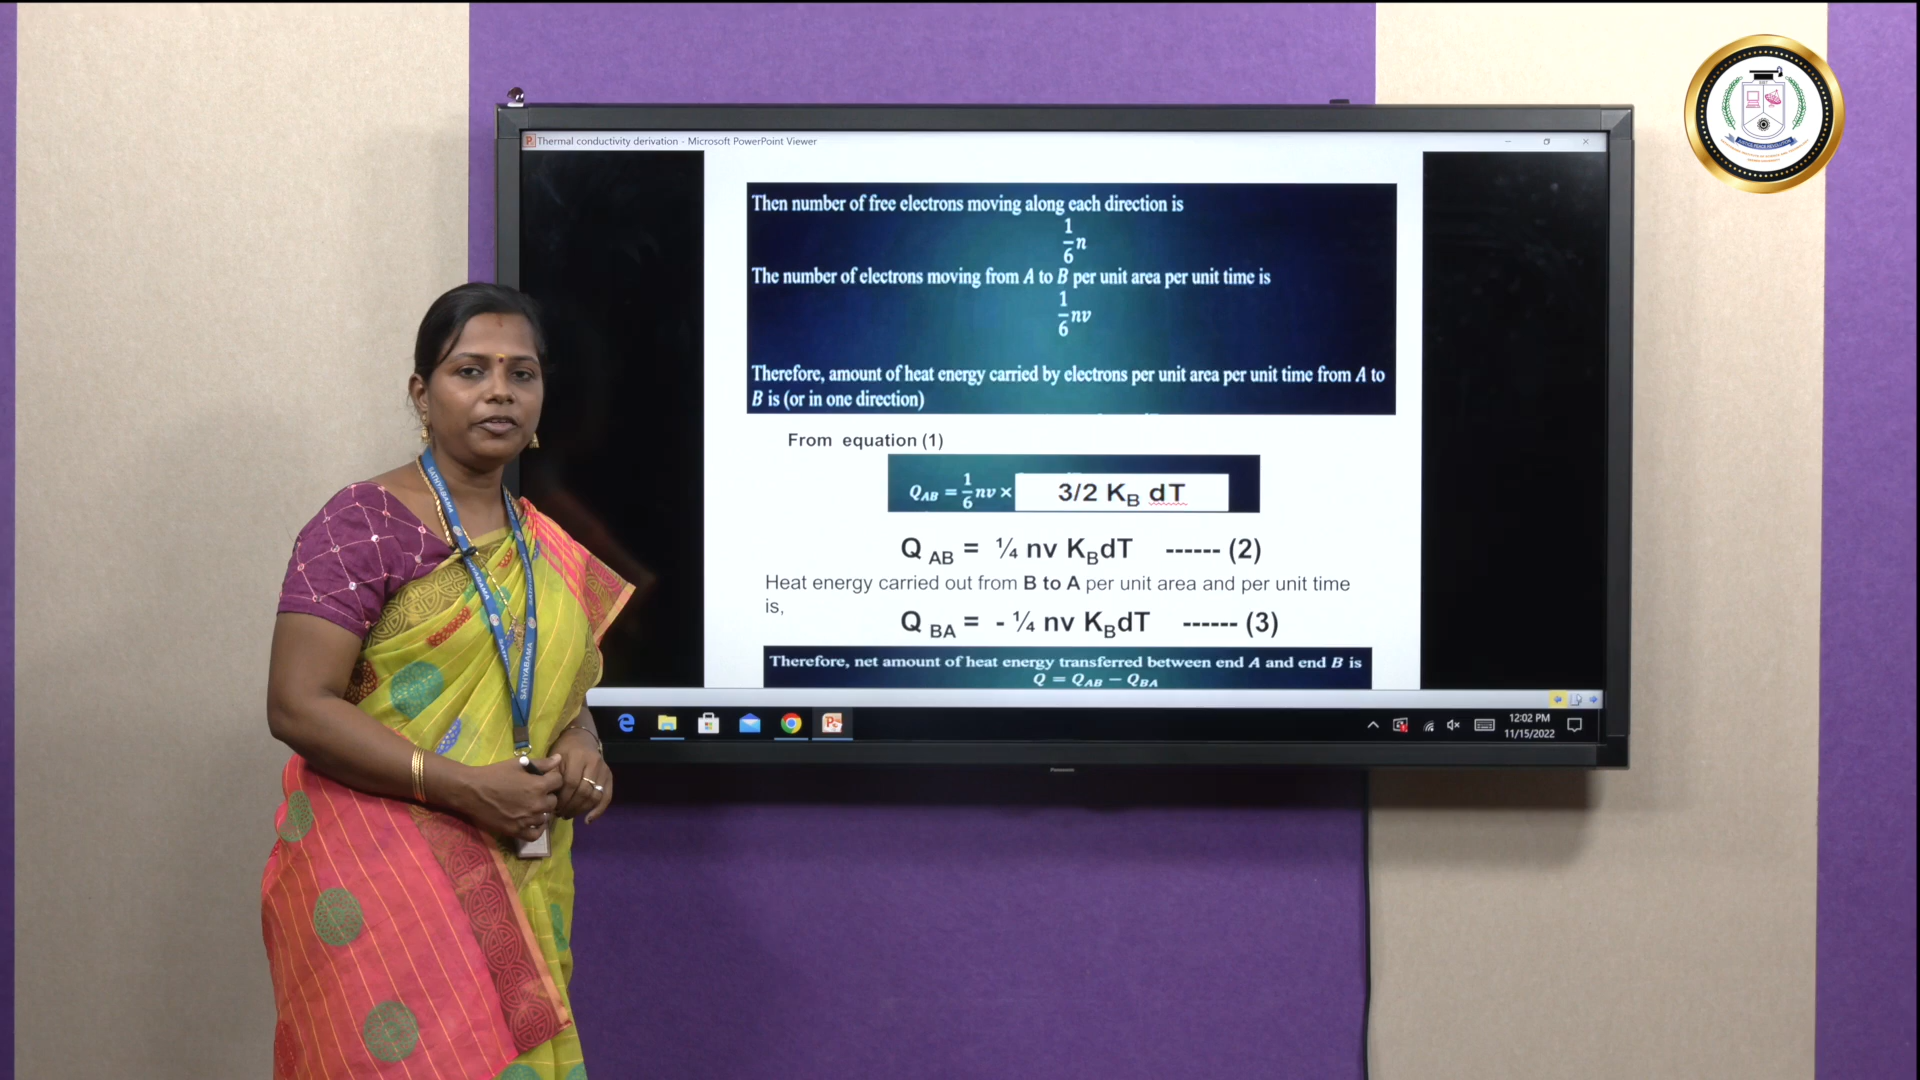 Thermal conductivity derivation - Microsoft PowerPoint Viewer
Then number of free electrons moving along each direction is
1/6 n
The number of electrons moving from A to B per unit area per unit time is
1/6 nv
Therefore, amount of heat energy carried by electrons per unit area per unit time from A to
B is (or in one direction)
From equation (1)
Q_AB = 1/6 nv × 3/2 K_B dT
Q_AB = ¼ nv K_BdT ------ (2)
Heat energy carried out from B to A per unit area and per unit time
is,
Q_BA = - ¼ nv K_BdT ------ (3)
Therefore, net amount of heat energy transferred between end A and end B is
Q = Q_AB − Q_BA
12:02 PM
11/15/2022
SATHYABAMA
SATHYABAMA
Panasonic